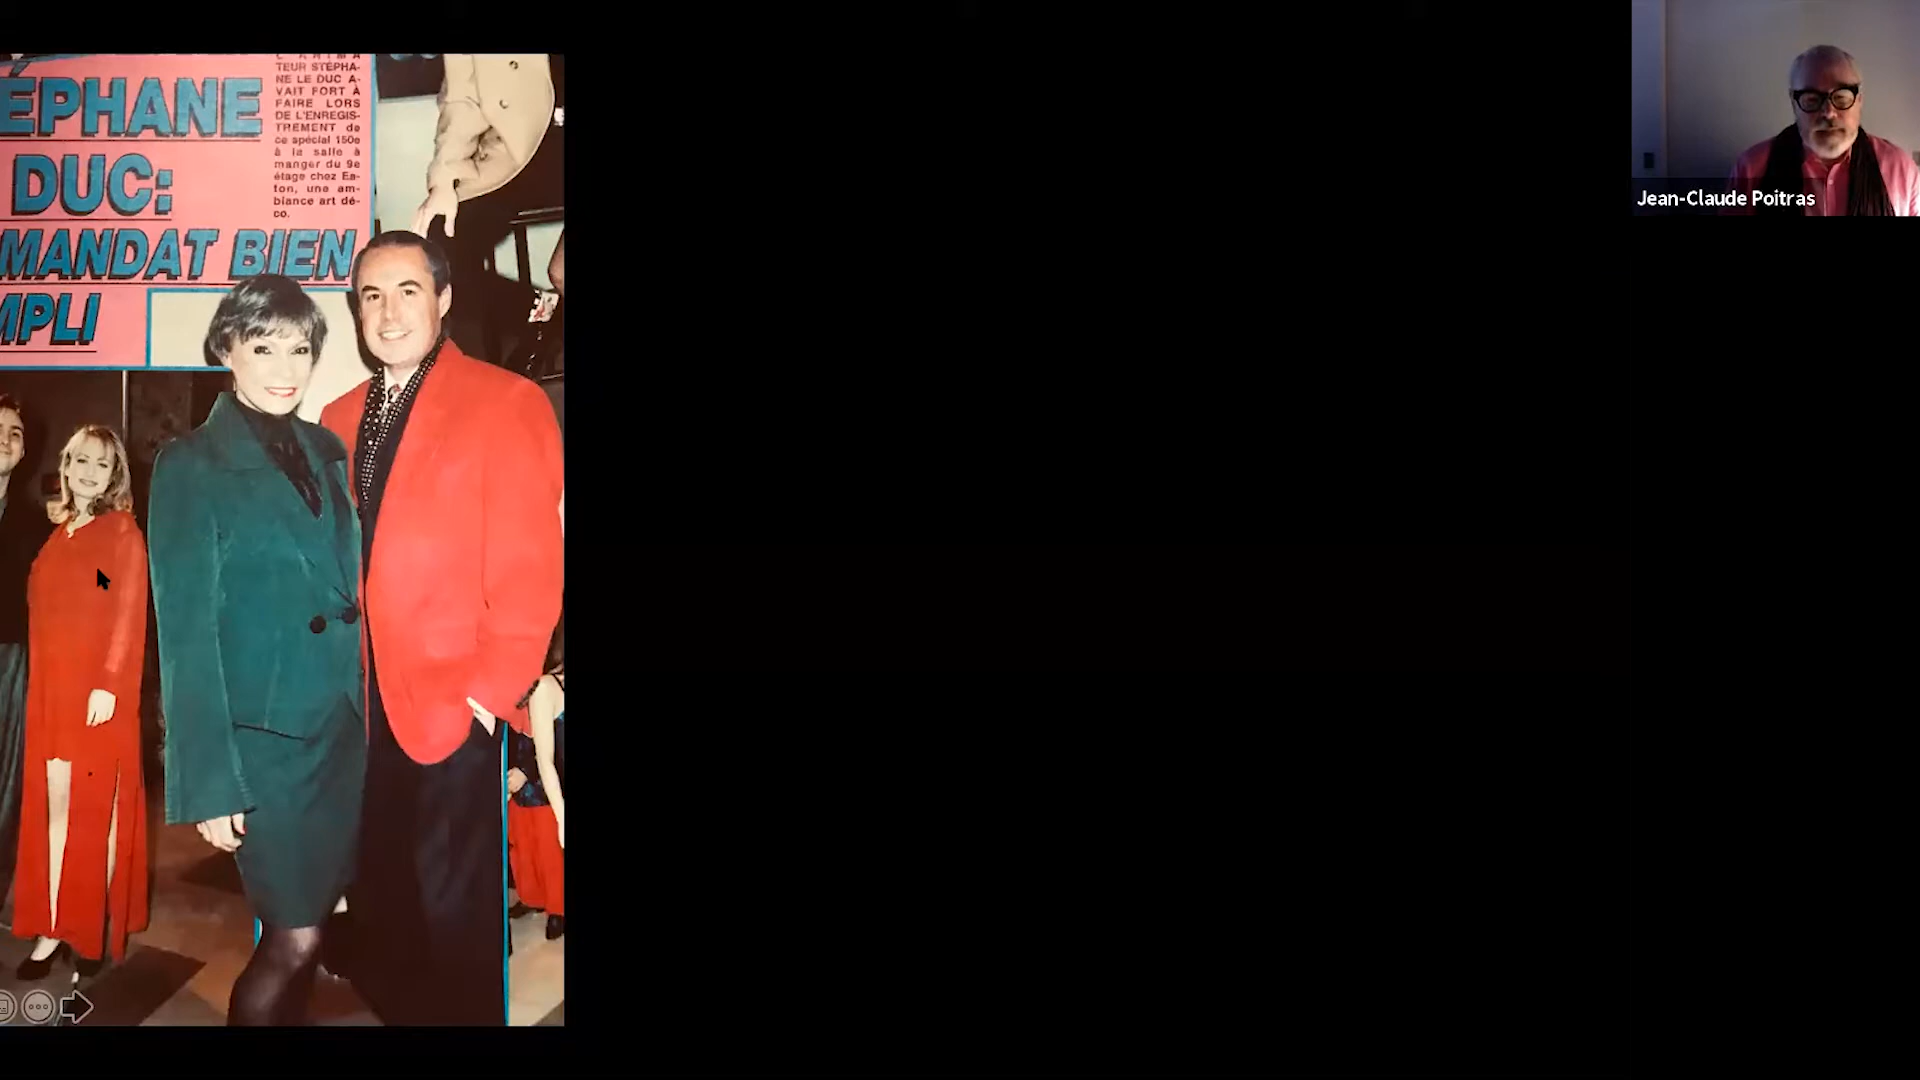 ÉPHANE
DUC:
MANDAT BIEN
MPLI
L'ANIMA-
TEUR STÉPHA-
NE LE DUC A-
VAIT FORT À
FAIRE LORS
DE L'ENREGIS-
TREMENT de
ce spécial 150e
à la salle à
manger du 9e
étage chez Ea-
ton, une am-
biance art dé-
co.
Jean-Claude Poitras